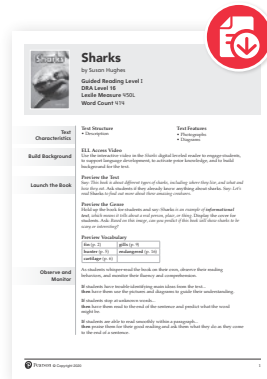 Sharks
Sharks
by Susan Hughes
Guided Reading Level I
DRA Level 16
Lexile Measure 450L
Word Count 474
Text Characteristics
Text Structure
• Description
Text Features
• Photographs
• Diagrams
Build Background
ELL Access Video
Use the interactive video in the Sharks digital leveled reader to engage students,
to support language development, to activate prior knowledge, and to build
background for the text.
Launch the Book
Preview the Text
Say: This book is about different types of sharks, including where they live, and what and
how they eat. Ask students if they already know anything about sharks. Say: Let's
read Sharks to find out more about these amazing creatures.
Preview the Genre
Hold up the book for students and say: Sharks is an example of informational
text, which means it tells about a real person, place, or thing. Display the cover for
students. Ask: Based on this image, can you predict if this book will show sharks to be
scary or interesting?
Preview Vocabulary
fin (p. 2) gills (p. 9)
hunter (p. 5) endangered (p. 16)
cartilage (p. 6)
Observe and Monitor
As students whisper-read the book on their own, observe their reading
behaviors, and monitor their fluency and comprehension.
If students have trouble identifying main ideas from the text...
then have them use the pictures and diagrams to guide their understanding.
If students stop at sentence words...
then have them read to the end of the sentence and predict what the word
might be.
If students are able to read smoothly within a paragraph...
then praise them for their good reading and ask them why they do as they come
to the end of a sentence.
Pearson © Copyright 2020
1